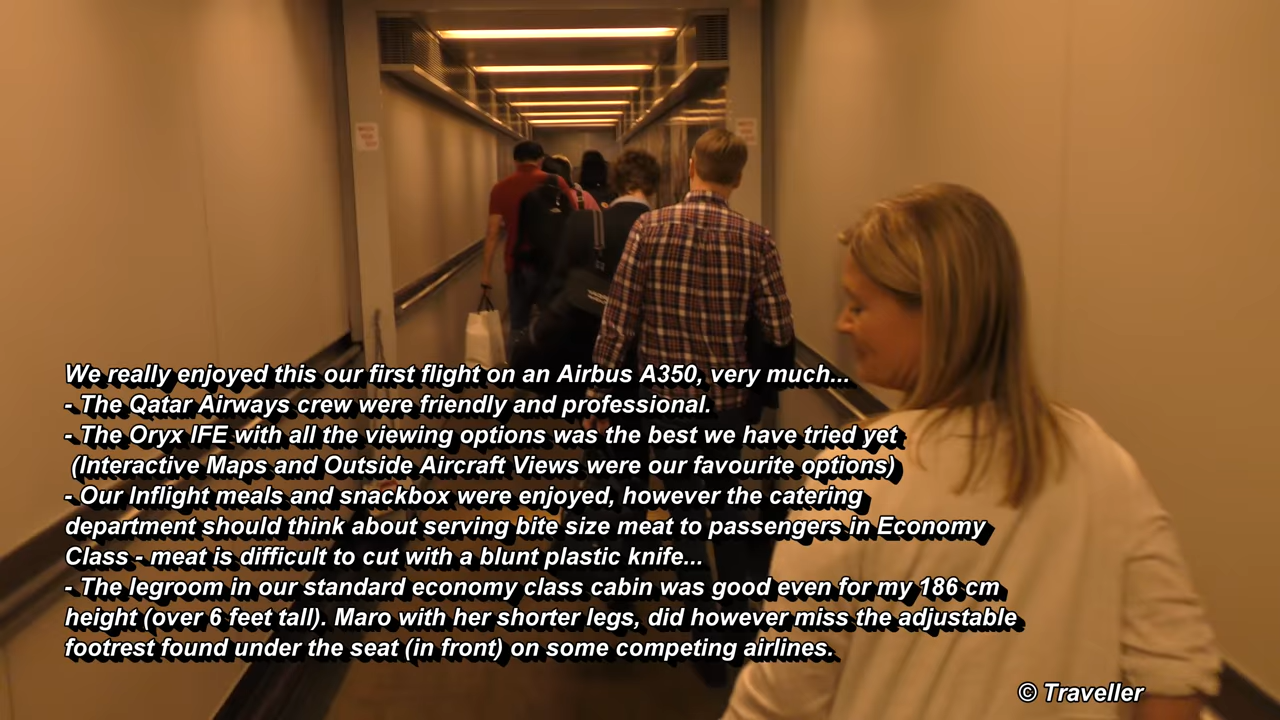 We really enjoyed this our first flight on an Airbus A350, very much...
- The Qatar Airways crew were friendly and professional.
- The Oryx IFE with all the viewing options was the best we have tried yet
(Interactive Maps and Outside Aircraft Views were our favourite options)
- Our Inflight meals and snackbox were enjoyed, however the catering
department should think about serving bite size meat to passengers in Economy
Class - meat is difficult to cut with a blunt plastic knife...
- The legroom in our standard economy class cabin was good even for my 186 cm
height (over 6 feet tall). Maro with her shorter legs, did however miss the adjustable
footrest found under the seat (in front) on some competing airlines.
© Traveller